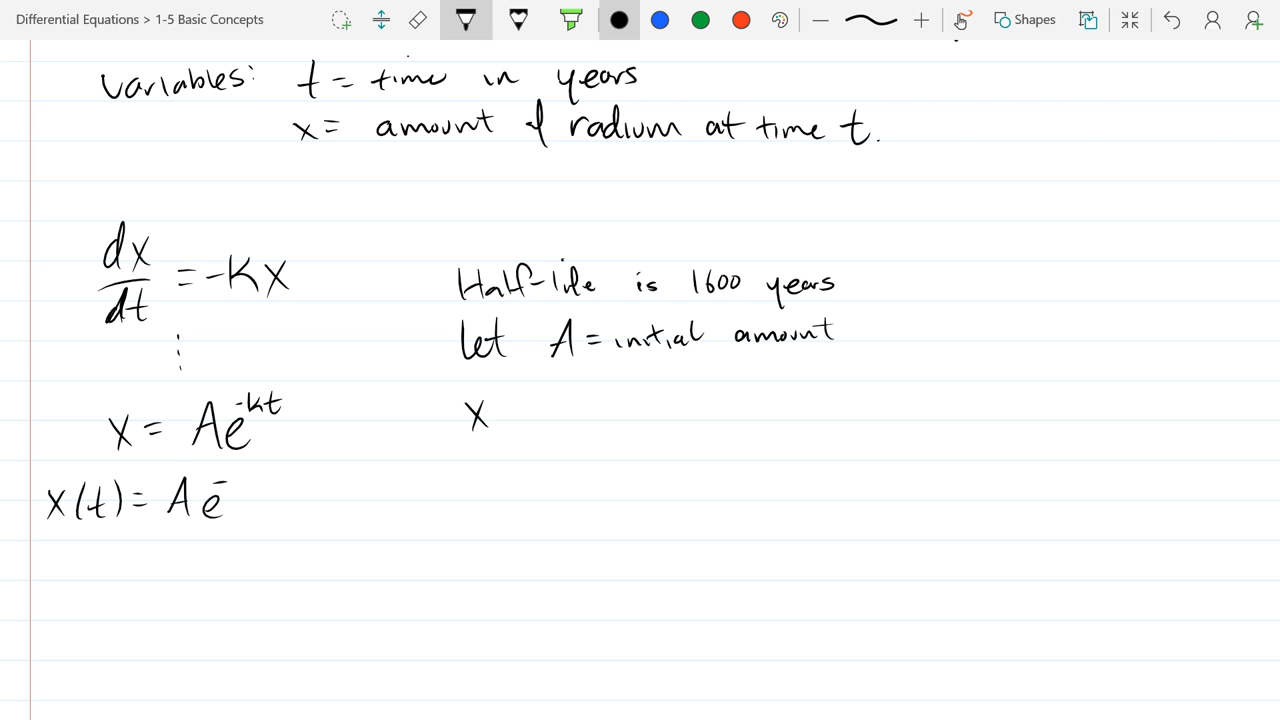 Differential Equations > 1-5 Basic Concepts
Shapes
Variables: t = time in years
x = amount of radium at time t.
dx/dt = -Kx
Half-life is 1600 years
let A = initial amount
⋮
x = Ae^-kt
x
x(t) = Ae^-